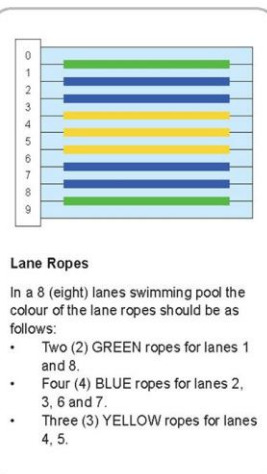 0
1
2
3
4
5
6
7
8
9
Lane Ropes
In a 8 (eight) lanes swimming pool the
colour of the lane ropes should be as
follows:
• Two (2) GREEN ropes for lanes 1
and 8.
• Four (4) BLUE ropes for lanes 2,
3, 6 and 7.
• Three (3) YELLOW ropes for lanes
4, 5.